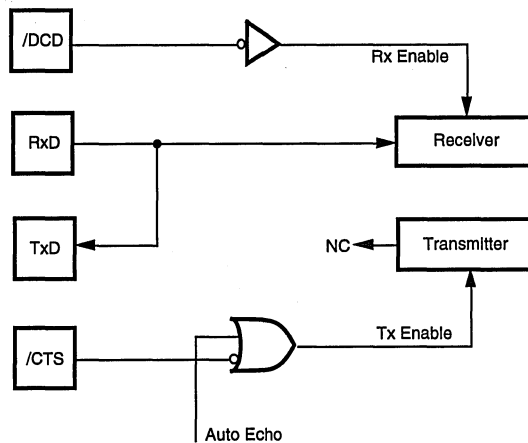 /DCD
Rx Enable
RxD
Receiver
TxD
NC
Transmitter
Tx Enable
/CTS
Auto Echo